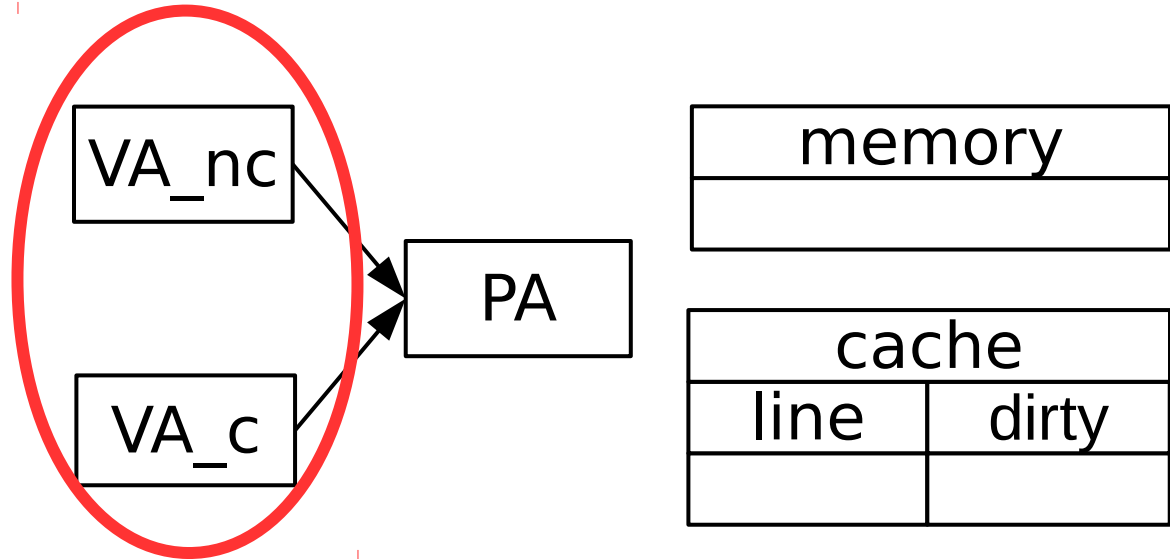 VA_nc
memory
PA
cache
line dirty
VA_c